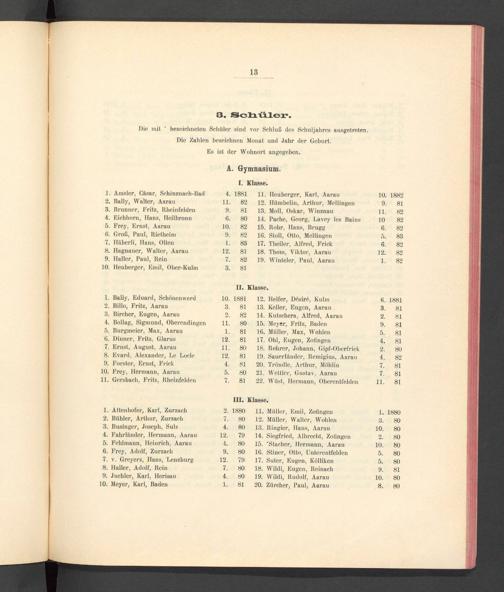 13
3. Schüler.
Die mit * bezeichneten Schüler sind vor Schluß des Schuljahres ausgetreten.
Die Zahlen bezeichnen Monat und Jahr der Geburt.
Es ist der Wohnort angegeben.
A. Gymnasium.
I. Klasse.
1. Amsler, Cäsar, Schinznach-Bad 4. 1881
2. Bally, Walter, Aarau 11. 82
3. Brunner, Fritz, Rheinfelden 9. 81
4. Eichhorn, Hans, Heilbronn 6. 80
5. Frey, Ernst, Aarau 10. 82
6. Groß, Paul, Rietheim 9. 82
7. Häberli, Hans, Olten 1. 83
8. Hagnauer, Walter, Aarau 12. 81
9. Haller, Paul, Rein 7. 82
10. Heuberger, Emil, Ober-Kulm 3. 81
11. Heuberger, Karl, Aarau 10. 1882
12. Hümbelin, Arthur, Mellingen 9. 81
13. Moll, Oskar, Winznau 11. 82
14. Pache, Georg, Lavey les Bains 10 82
15. Rohr, Hans, Brugg 6. 82
16. Stoll, Otto, Mellingen 5. 83
17. Theiler, Alfred, Frick 6. 82
18. Thom, Viktor, Aarau 12. 82
19. Winteler, Paul, Aarau 1. 82
II. Klasse.
1. Bally, Eduard, Schönenwerd 10. 1881
2. Billo, Fritz, Aarau 3. 81
3. Bircher, Eugen, Aarau 2. 82
4. Bollag, Sigmund, Oberendingen 11. 80
5. Burgmeier, Max, Aarau 1. 81
6. Dinner, Fritz, Glarus 12. 81
7. Ernst, August, Aarau 11. 80
8. Evard, Alexander, Le Locle 12. 81
9. Forster, Ernst, Frick 4. 81
10. Frey, Hermann, Aarau 5. 80
11. Gersbach, Fritz, Rheinfelden 7. 81
12. Heifer, Désiré, Kulm 6. 1881
13. Keller, Eugen, Aarau 3. 81
14. Kutschera, Alfred, Aarau 2. 81
15. Meyer, Fritz, Baden 9. 81
16. Müller, Max, Wohlen 5. 81
17. Ohl, Eugen, Zofingen 4. 81
18. Rohrer, Johann, Gipf-Oberfrick 2. 80
19. Sauerländer, Remigius, Aarau 4. 82
20. Tröndle, Arthur, Möhlin 7. 81
21. Wettler, Gustav, Aarau 7. 81
22. Wüst, Hermann, Oberentfelden 11. 81
III. Klasse.
1. Attenhofer, Karl, Zurzach 2. 1880
2. Bühler, Arthur, Zurzach 7. 80
3. Businger, Joseph, Sulz 4. 80
4. Fahrländer, Hermann, Aarau 12. 79
5. Fehlmann, Heinrich, Aarau 4. 80
6. Frey, Adolf, Zurzach 9. 80
7. v. Greyerz, Hans, Lenzburg 12. 79
8. Haller, Adolf, Rein 7. 80
9. Juchler, Karl, Herisau 4. 80
10. Meyer, Karl, Baden 1. 81
11. Müller, Emil, Zofingen 1. 1880
12. Müller, Walter, Wohlen 3. 80
13. Ringier, Hans, Aarau 10. 80
14. Siegfried, Albrecht, Zofingen 2. 80
15. *Stacher, Hermann, Aarau 10. 80
16. Stiner, Otto, Unterentfelden 5. 80
17. Suter, Eugen, Kölliken 5. 80
18. Wildi, Eugen, Reinach 9. 81
19. Wildi, Rudolf, Aarau 10. 80
20. Zürcher, Paul, Aarau 8. 80